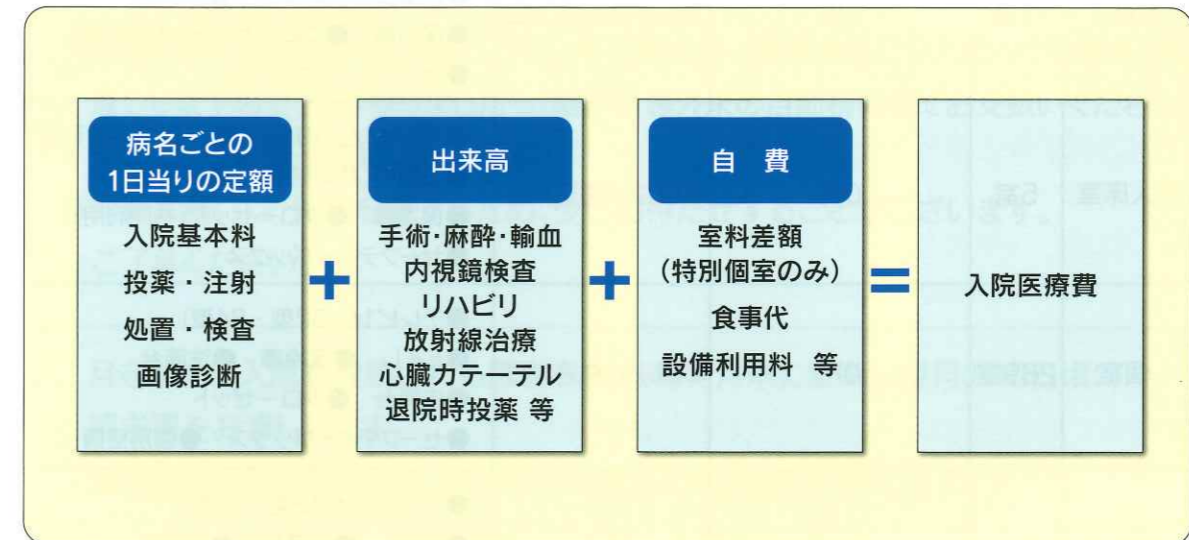 病名ごとの
1日当りの定額
入院基本料
投薬・注射
処置・検査
画像診断
+
出来高
手術・麻酔・輸血
内視鏡検査
リハビリ
放射線治療
心臓カテーテル
退院時投薬 等
+
自 費
室料差額
(特別個室のみ)
食事代
設備利用料 等
=
入院医療費